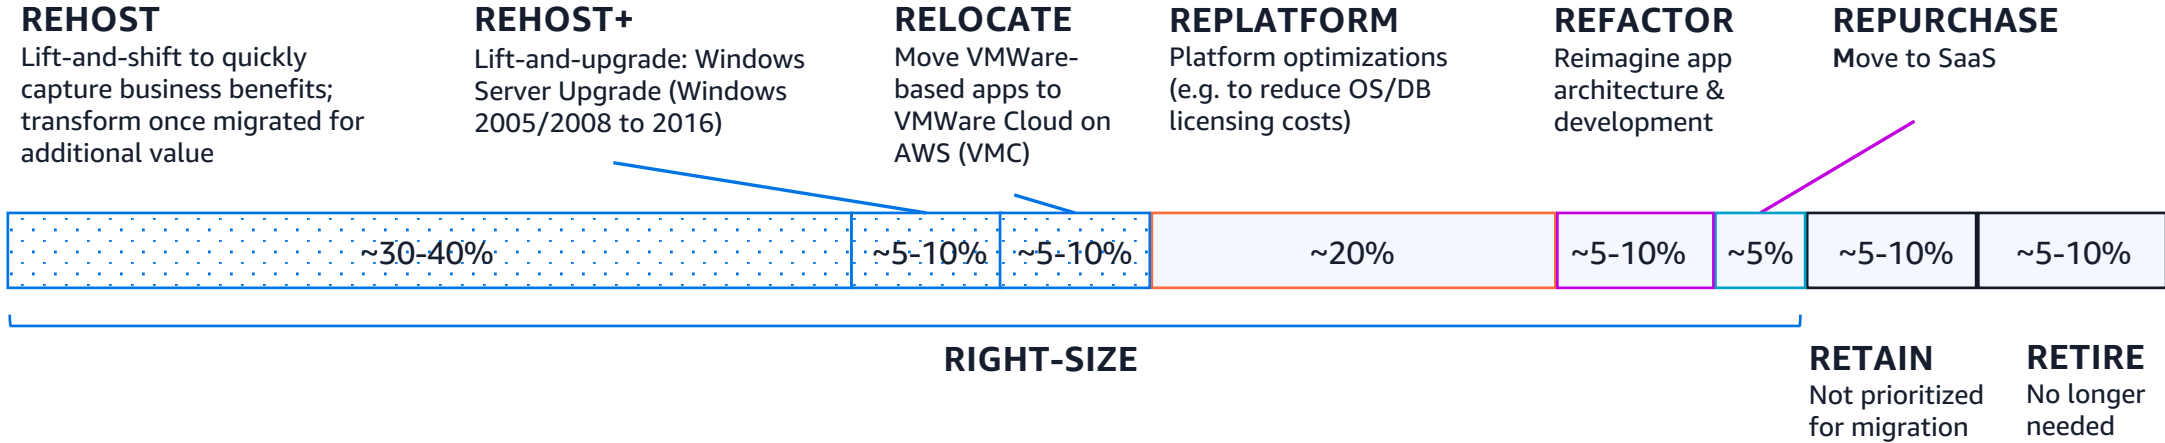 REHOST
Lift-and-shift to quickly
capture business benefits;
transform once migrated for
additional value
REHOST+
Lift-and-upgrade: Windows
Server Upgrade (Windows
2005/2008 to 2016)
RELOCATE
Move VMWare-
based apps to
VMWare Cloud on
AWS (VMC)
REPLATFORM
Platform optimizations
(e.g. to reduce OS/DB
licensing costs)
REFACTOR
Reimagine app
architecture &
development
REPURCHASE
Move to SaaS
~30-40%
~5-10%
~5-10%
~20%
~5-10%
~5%
~5-10%
~5-10%
RIGHT-SIZE
RETAIN
Not prioritized
for migration
RETIRE
No longer
needed